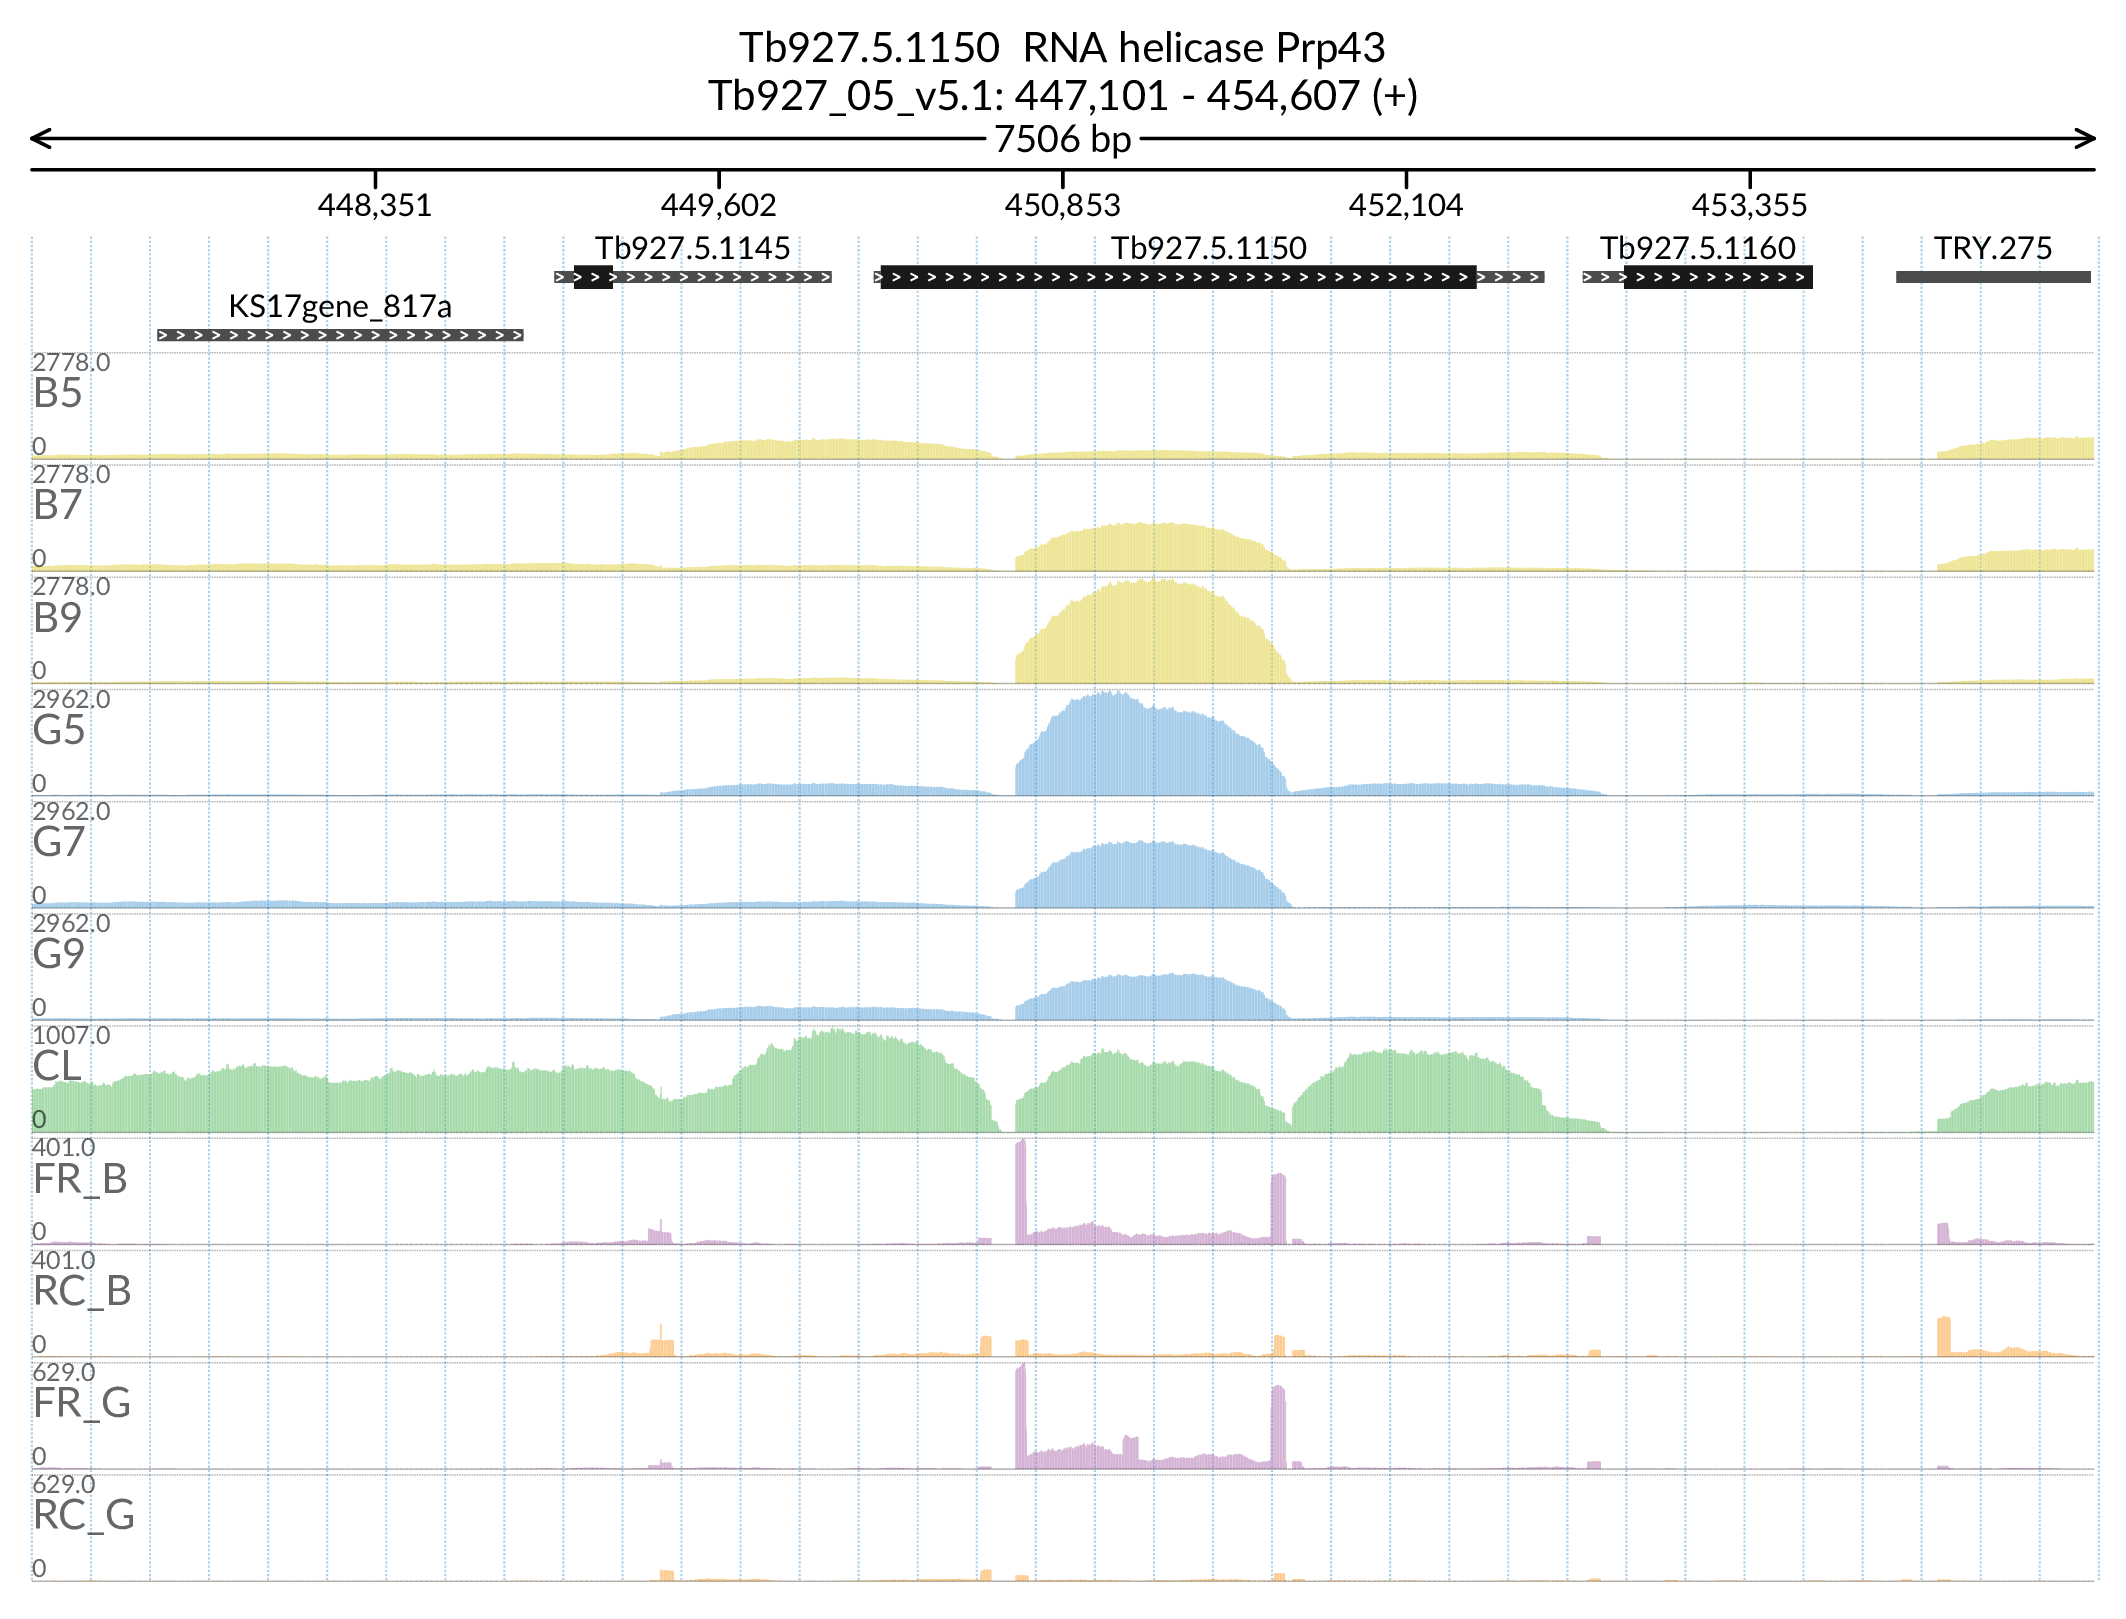 Tb927.5.1150  RNA helicase Prp43
Tb927_05_v5.1: 447,101 - 454,607 (+)
7506 bp
448,351 449,602 450,853 452,104 453,355
Tb927.5.1145 Tb927.5.1150 Tb927.5.1160 TRY.275
KS17gene_817a
2778.0
B5
0
2778.0
B7
0
2778.0
B9
0
2962.0
G5
0
2962.0
G7
0
2962.0
G9
0
1007.0
CL
0
401.0
FR_B
0
401.0
RC_B
0
629.0
FR_G
0
629.0
RC_G
0